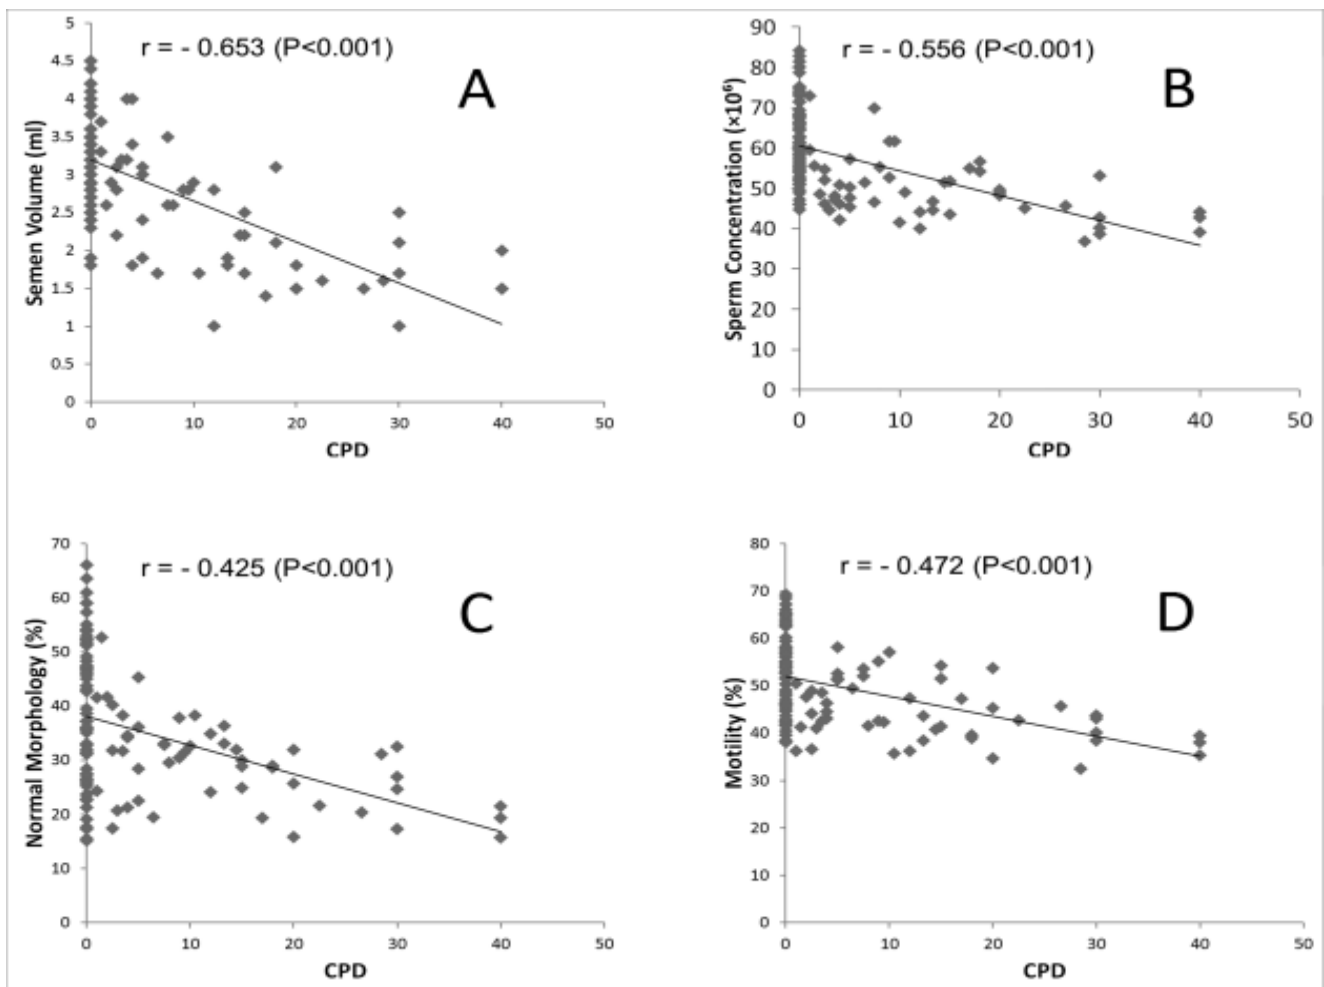 r = - 0.653 (P<0.001)
A
Semen Volume (ml)
5
4.5
4
3.5
3
2.5
2
1.5
1
0.5
0
0 10 20 30 40 50
CPD
r = - 0.556 (P<0.001)
B
Sperm Concentration (×10⁶)
90
80
70
60
50
40
30
20
10
0
0 10 20 30 40 50
CPD
r = - 0.425 (P<0.001)
C
Normal Morphology (%)
70
60
50
40
30
20
10
0
0 10 20 30 40 50
CPD
r = - 0.472 (P<0.001)
D
Motility (%)
80
70
60
50
40
30
20
10
0
0 10 20 30 40 50
CPD